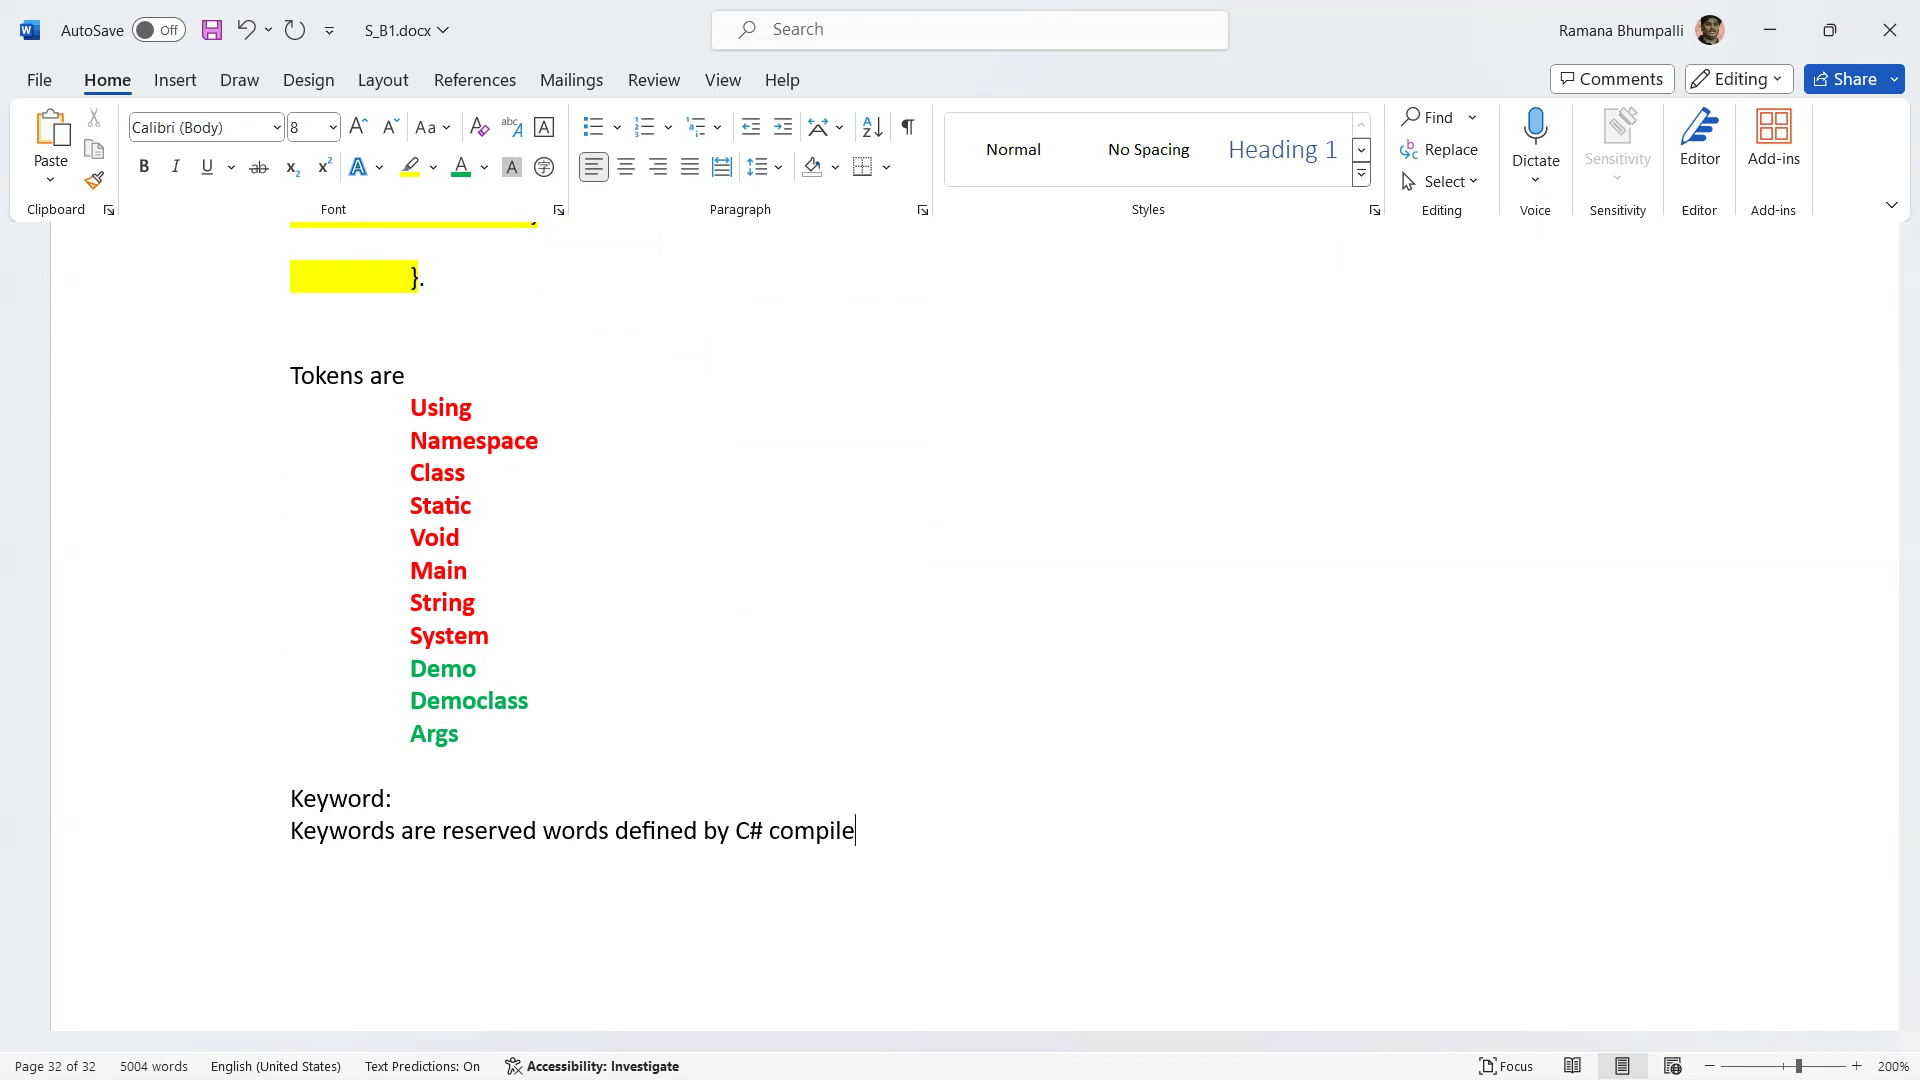 AutoSave Off S_B1.docx Search Ramana Bhumpalli
File Home Insert Draw Design Layout References Mailings Review View Help Comments Editing Share
Calibri (Body) 8 Aa Normal No Spacing Heading 1 Find
Replace
Select
Paste Dictate Sensitivity Editor Add-ins
Clipboard Font Paragraph Styles Editing Voice Sensitivity Editor Add-ins
}.
Tokens are
Using
Namespace
Class
Static
Void
Main
String
System
Demo
Democlass
Args
Keyword:
Keywords are reserved words defined by C# compile
Page 32 of 32 5004 words English (United States) Text Predictions: On Accessibility: Investigate Focus 200%